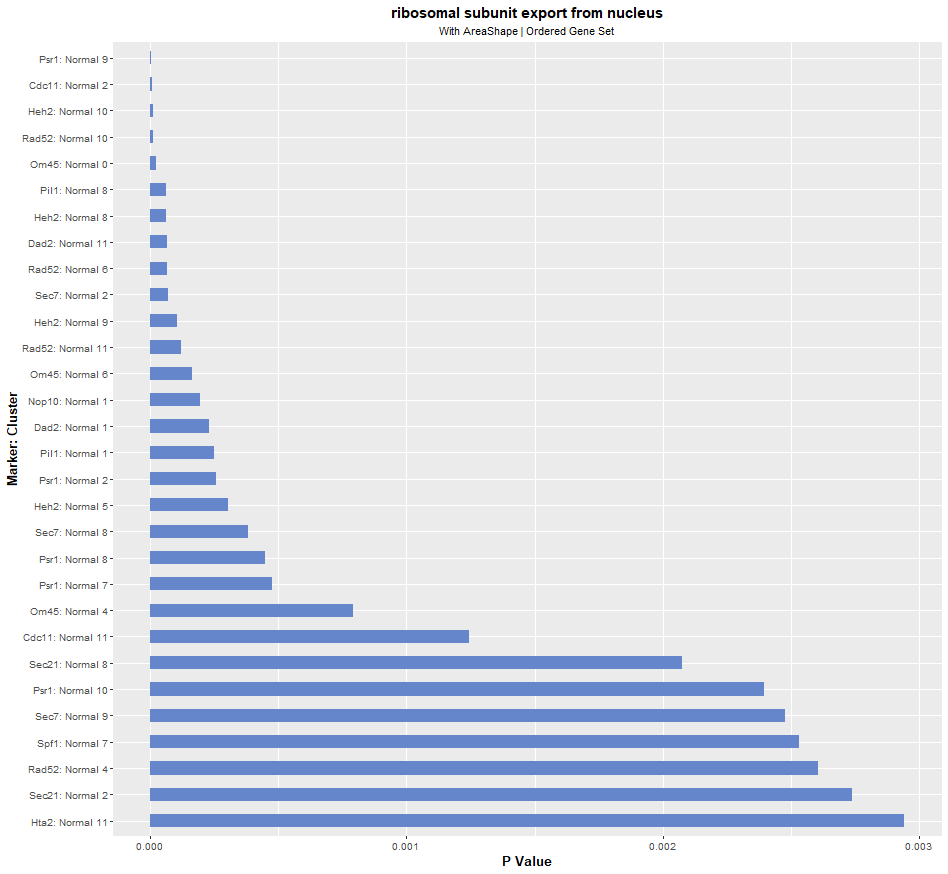 ribosomal subunit export from nucleus
With AreaShape | Ordered Gene Set
Marker: Cluster
Psr1: Normal 9
Cdc11: Normal 2
Heh2: Normal 10
Rad52: Normal 10
Om45: Normal 0
Pil1: Normal 8
Heh2: Normal 8
Dad2: Normal 11
Rad52: Normal 6
Sec7: Normal 2
Heh2: Normal 9
Rad52: Normal 11
Om45: Normal 6
Nop10: Normal 1
Dad2: Normal 1
Pil1: Normal 1
Psr1: Normal 2
Heh2: Normal 5
Sec7: Normal 8
Psr1: Normal 8
Psr1: Normal 7
Om45: Normal 4
Cdc11: Normal 11
Sec21: Normal 8
Psr1: Normal 10
Sec7: Normal 9
Spf1: Normal 7
Rad52: Normal 4
Sec21: Normal 2
Hta2: Normal 11
0.000 0.001 0.002 0.003
P Value